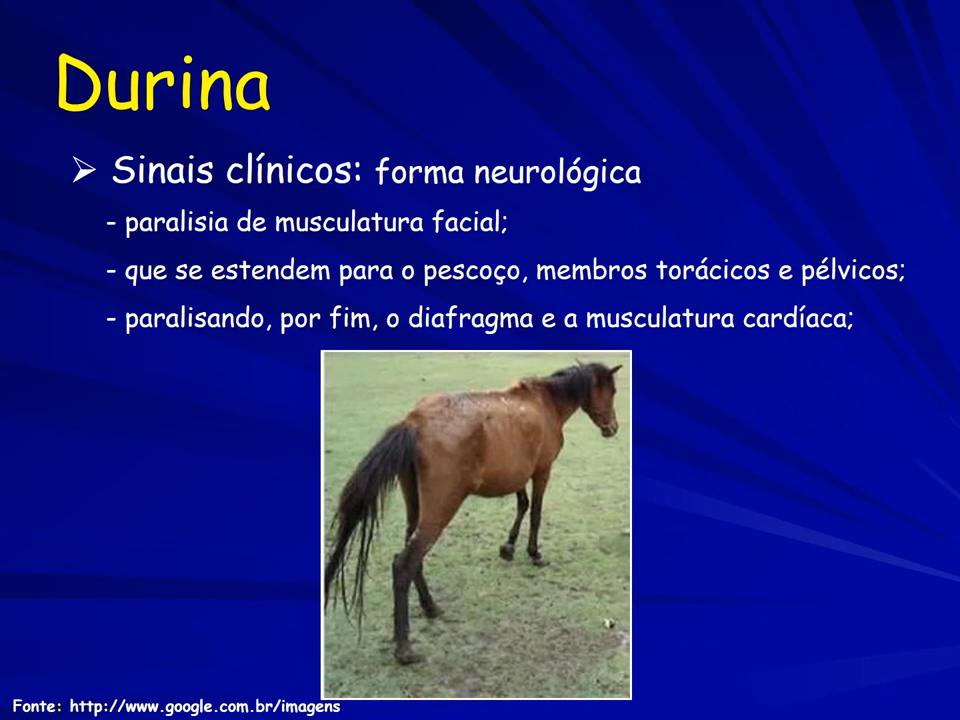 Durina
➢ Sinais clínicos: forma neurológica
- paralisia de musculatura facial;
- que se estendem para o pescoço, membros torácicos e pélvicos;
- paralisando, por fim, o diafragma e a musculatura cardíaca;
Fonte: http://www.google.com.br/imagens